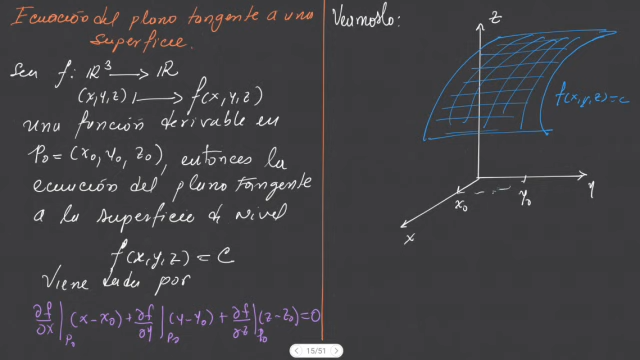 Ecuación del plano tangente a una
superficie.
Sea f: ℝ³ → ℝ
(x,y,z) ↦ f(x,y,z)
una función derivable en
P₀ = (x₀, y₀, z₀), entonces la
ecuación del plano tangente
a la superficie de nivel
f(x,y,z) = C
Viene dada por
∂f/∂x|P₀ (x-x₀) + ∂f/∂y|P₀ (y-y₀) + ∂f/∂z|P₀ (z-z₀) = 0
Veamoslo:
z
f(x,y,z)=c
x₀
y₀
y
x
15/51